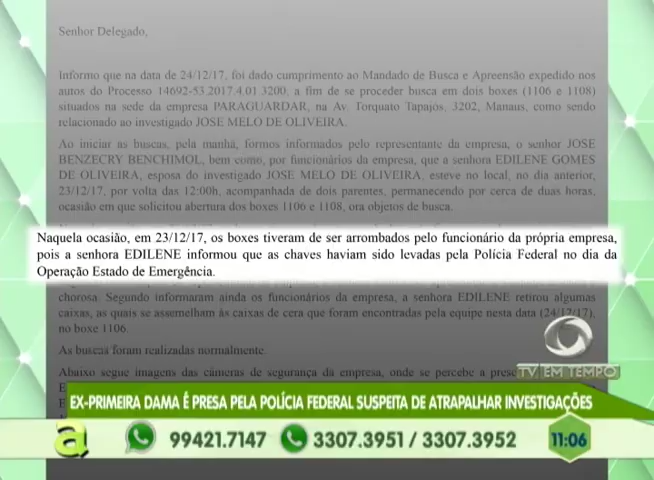 Senhor Delegado,
Informo que na data de 24/12/17, foi dado cumprimento ao Mandado de Busca e Apreensão expedido nos
autos do Processo 14692-53.2017.4.01.3200, a fim de se proceder busca em dois boxes (1106 e 1108)
situados na sede da empresa PARAGUARDAR, na Av. Torquato Tapajós, 3202, Manaus, como sendo
relacionado ao investigado JOSE MELO DE OLIVEIRA.
Ao iniciar as buscas, pela manhã, formos informados pelo representante da empresa, o senhor JOSE
BENZECRY BENCHIMOL, bem como, por funcionários da empresa, que a senhora EDILENE GOMES
DE OLIVEIRA, esposa do investigado JOSE MELO DE OLIVEIRA, esteve no local, no dia anterior,
23/12/17, por volta das 12:00h, acompanhada de dois parentes, permanecendo por cerca de duas horas,
ocasião em que solicitou abertura dos boxes 1106 e 1108, ora objetos de busca.
Naquela ocasião, em 23/12/17, os boxes tiveram de ser arrombados pelo funcionário da própria empresa,
pois a senhora EDILENE informou que as chaves haviam sido levadas pela Polícia Federal no dia da
Operação Estado de Emergência.
chorosa. Segundo informaram ainda os funcionários da empresa, a senhora EDILENE retirou algumas
caixas, as quais se assemelham às caixas de cera que foram encontradas pela equipe nesta data (24/12/17),
no boxe 1106.
As buscas foram realizadas normalmente.
Abaixo segue imagens das câmeras de segurança da empresa, onde se percebe a
TV EM TEMPO
EX-PRIMEIRA DAMA É PRESA PELA POLÍCIA FEDERAL SUSPEITA DE ATRAPALHAR INVESTIGAÇÕES
a 99421.7147 3307.3951 / 3307.3952 11:06